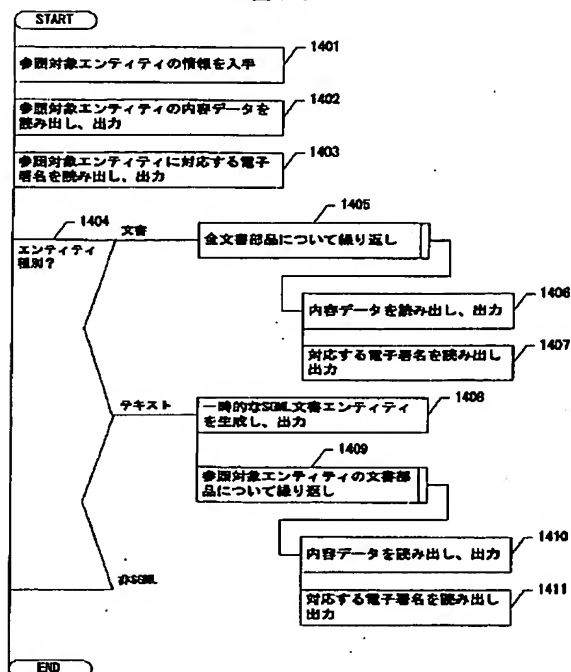 START
1401
参照対象エンティティの情報を入手
1402
参照対象エンティティの内容データを
読み出し、出力
1403
参照対象エンティティに対応する電子
署名を読み出し、出力
1404
エンティティ
種別?
文書
1405
全文書部品について繰り返し
1406
内容データを読み出し、出力
1407
対応する電子署名を読み出し
出力
テキスト
1408
一時的なSGML文書エンティティ
を生成し、出力
1409
参照対象エンティティの文書部
品について繰り返し
1410
内容データを読み出し、出力
1411
対応する電子署名を読み出し
出力
非SGML
END